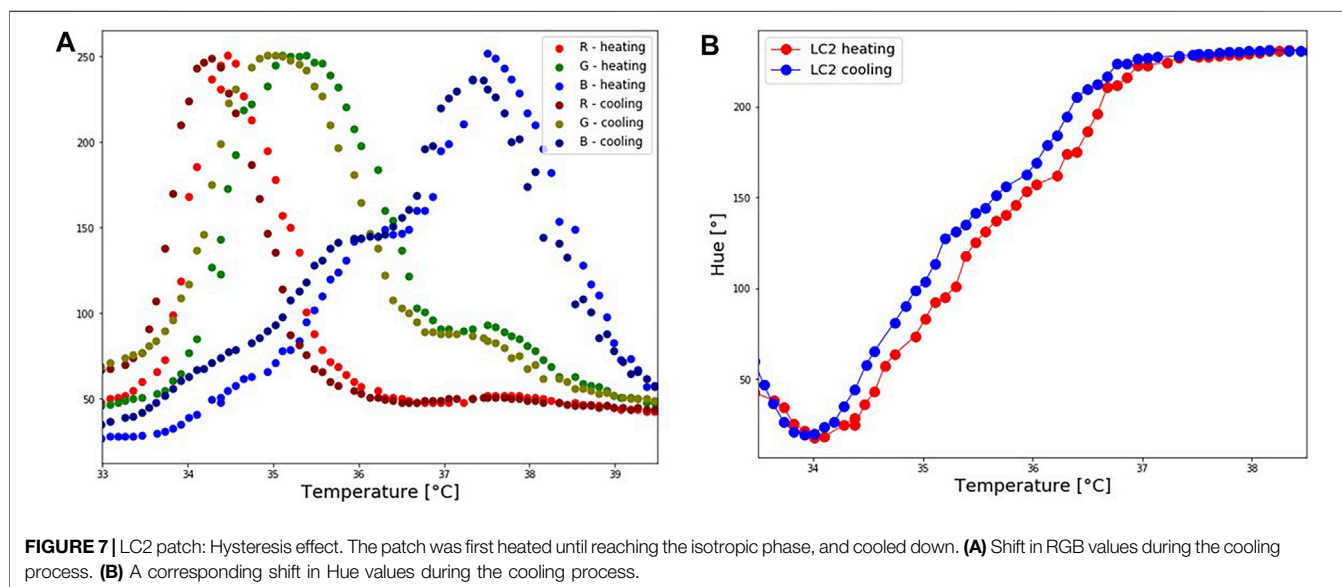 A
250
200
150
100
50
33
34
35
36
37
38
39
Temperature [°C]
R - heating
G - heating
B - heating
R - cooling
G - cooling
B - cooling
B
LC2 heating
LC2 cooling
Hue [°]
200
150
100
50
34
35
36
37
38
Temperature [°C]
FIGURE 7 | LC2 patch: Hysteresis effect. The patch was first heated until reaching the isotropic phase, and cooled down. (A) Shift in RGB values during the cooling
process. (B) A corresponding shift in Hue values during the cooling process.